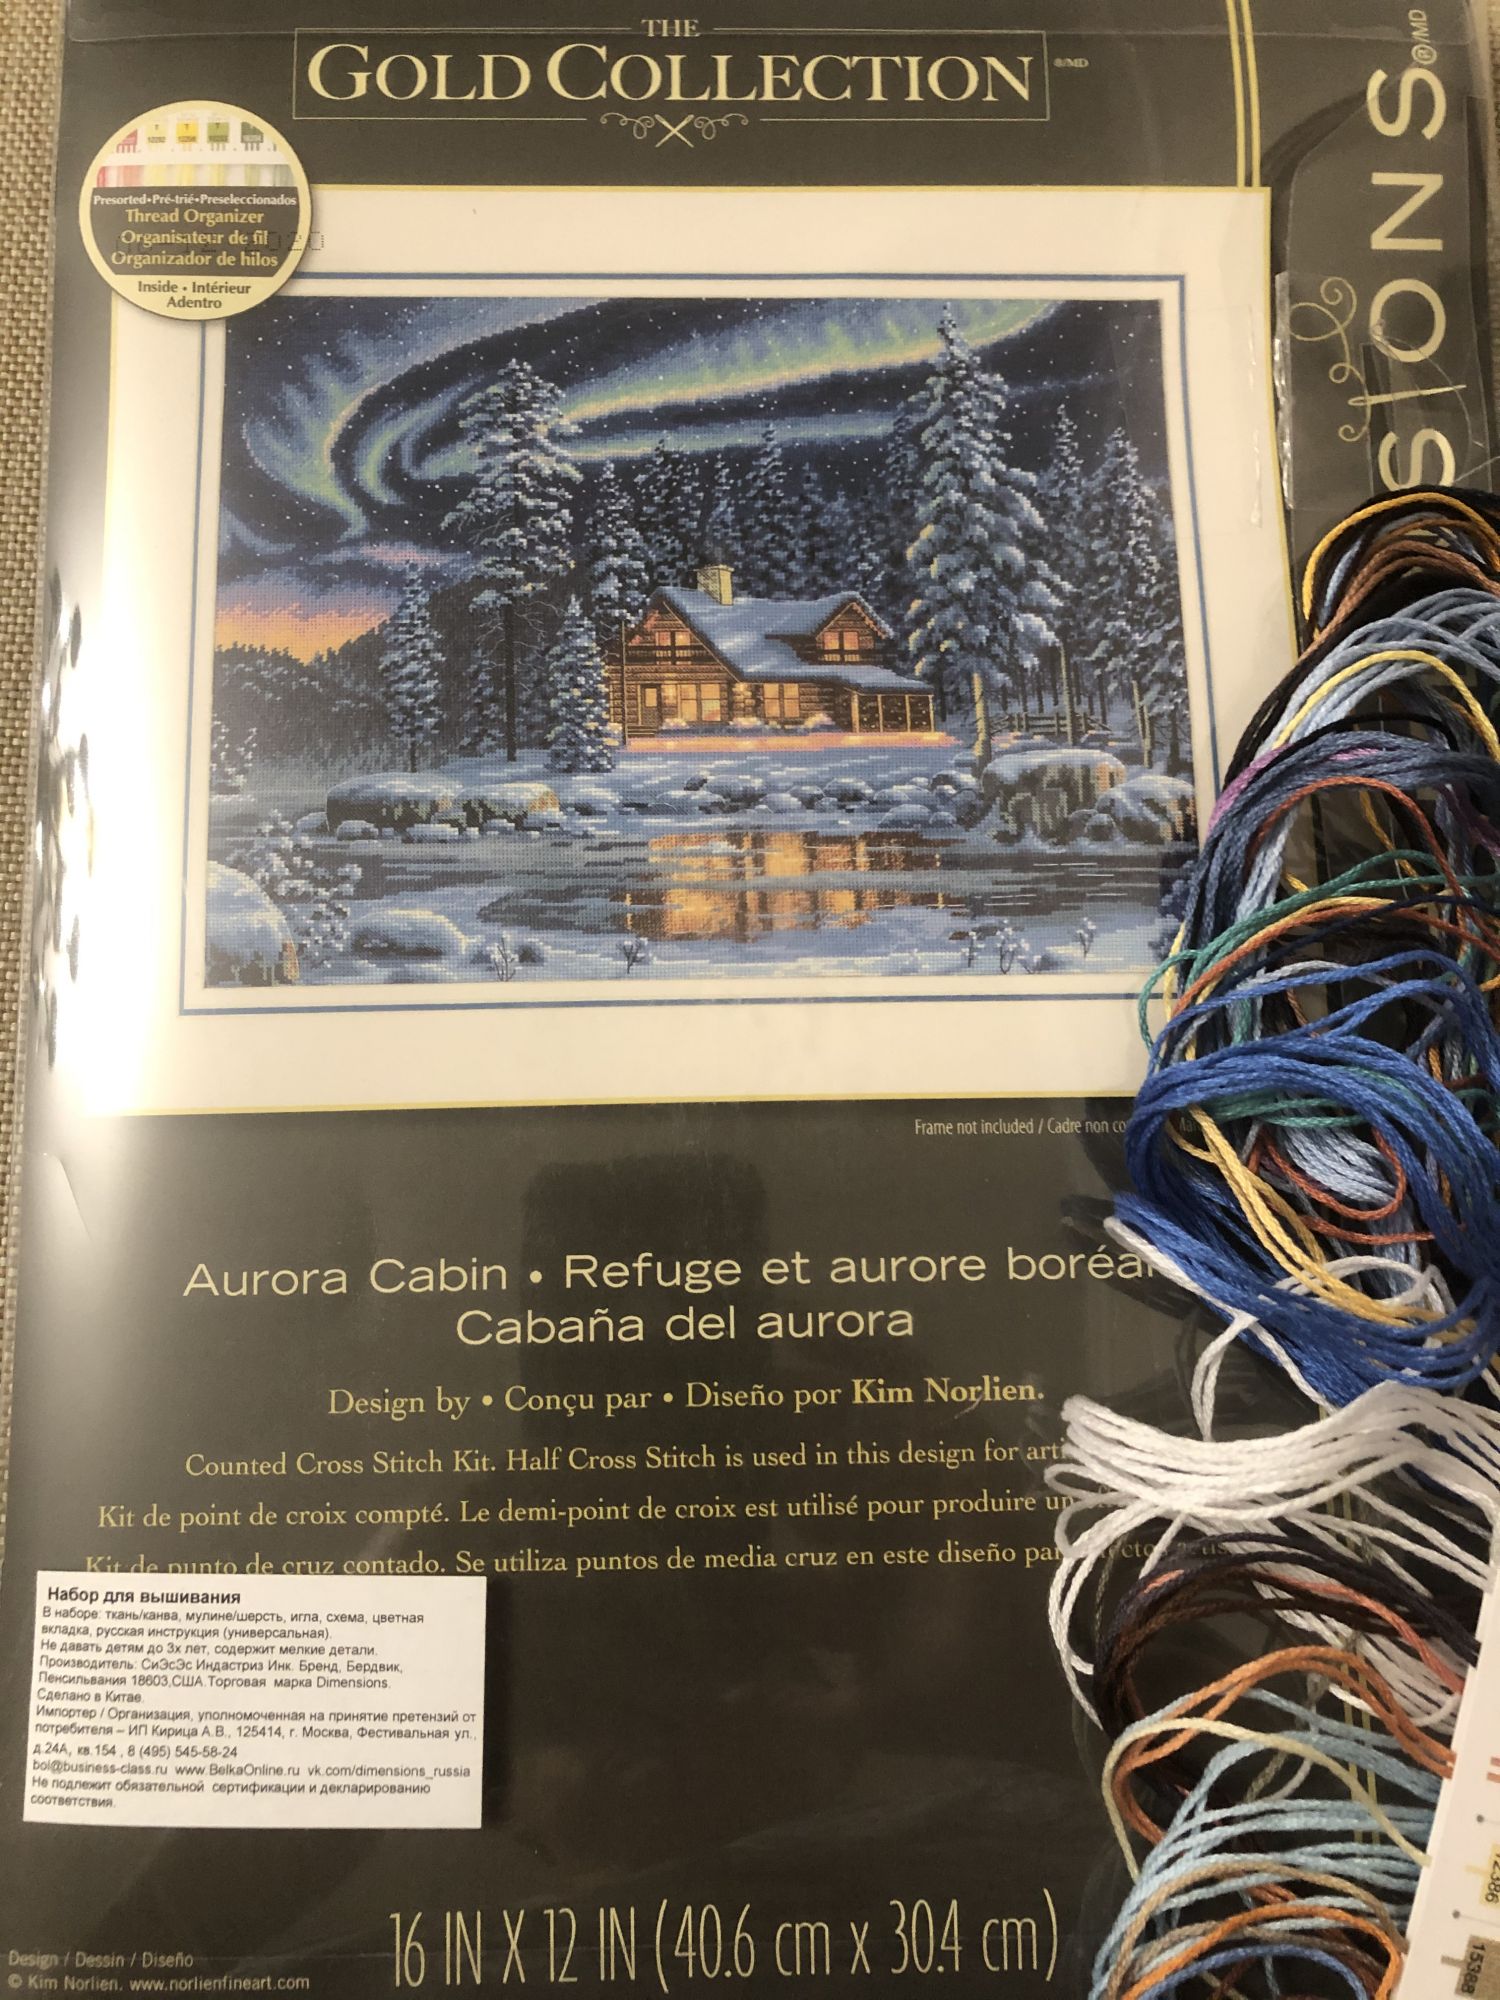 THE
GOLD COLLECTION
®/MD
Presorted•Pré-trié•Preseleccionados
Thread Organizer
Organisateur de fil
Organizador de hilos
Inside • Intérieur
Adentro
SIONS®/MD
Frame not included / Cadre non co
Aurora Cabin • Refuge et aurore boréal
Cabaña del aurora
Design by • Conçu par • Diseño por Kim Norlien.
Counted Cross Stitch Kit. Half Cross Stitch is used in this design for arti
Kit de point de croix compté. Le demi-point de croix est utilisé pour produire un
Kit de punto de cruz contado. Se utiliza puntos de media cruz en este diseño par
Набор для вышивания
В наборе: ткань/канва, мулине/шерсть, игла, схема, цветная
вкладка, русская инструкция (универсальная).
Не давать детям до 3х лет, содержит мелкие детали.
Производитель: СиЭсЭс Индастриз Инк. Бренд, Бердвик,
Пенсильвания 18603,США.Торговая марка Dimensions.
Сделано в Китае.
Импортер / Организация, уполномоченная на принятие претензий от
потребителя – ИП Кирица А.В., 125414, г. Москва, Фестивальная ул.,
д.24А, кв.154 , 8 (495) 545-58-24
bol@business-class.ru www.BelkaOnline.ru vk.com/dimensions_russia
Не подлежит обязательной сертификации и декларированию
соответствия.
16 IN X 12 IN (40.6 cm x 30.4 cm)
Design / Dessin / Diseño
© Kim Norlien. www.norlienfineart.com
12386
15388